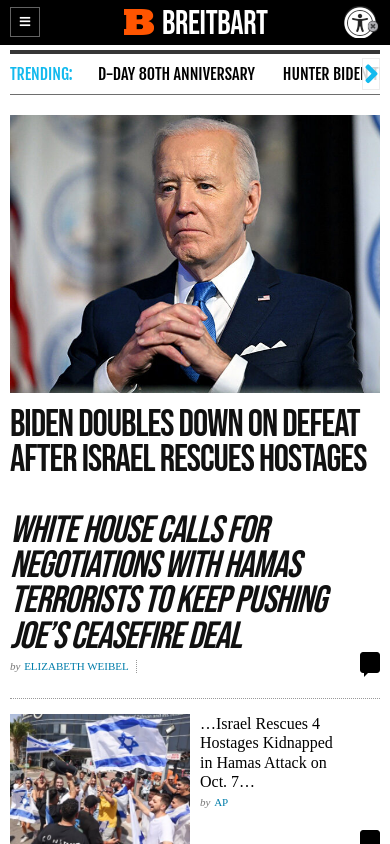 BREITBART
TRENDING:
D-DAY 80TH ANNIVERSARY
HUNTER BIDEN
BIDEN DOUBLES DOWN ON DEFEAT
AFTER ISRAEL RESCUES HOSTAGES
WHITE HOUSE CALLS FOR
NEGOTIATIONS WITH HAMAS
TERRORISTS TO KEEP PUSHING
JOE'S CEASEFIRE DEAL
by ELIZABETH WEIBEL
…Israel Rescues 4
Hostages Kidnapped
in Hamas Attack on
Oct. 7…
by AP